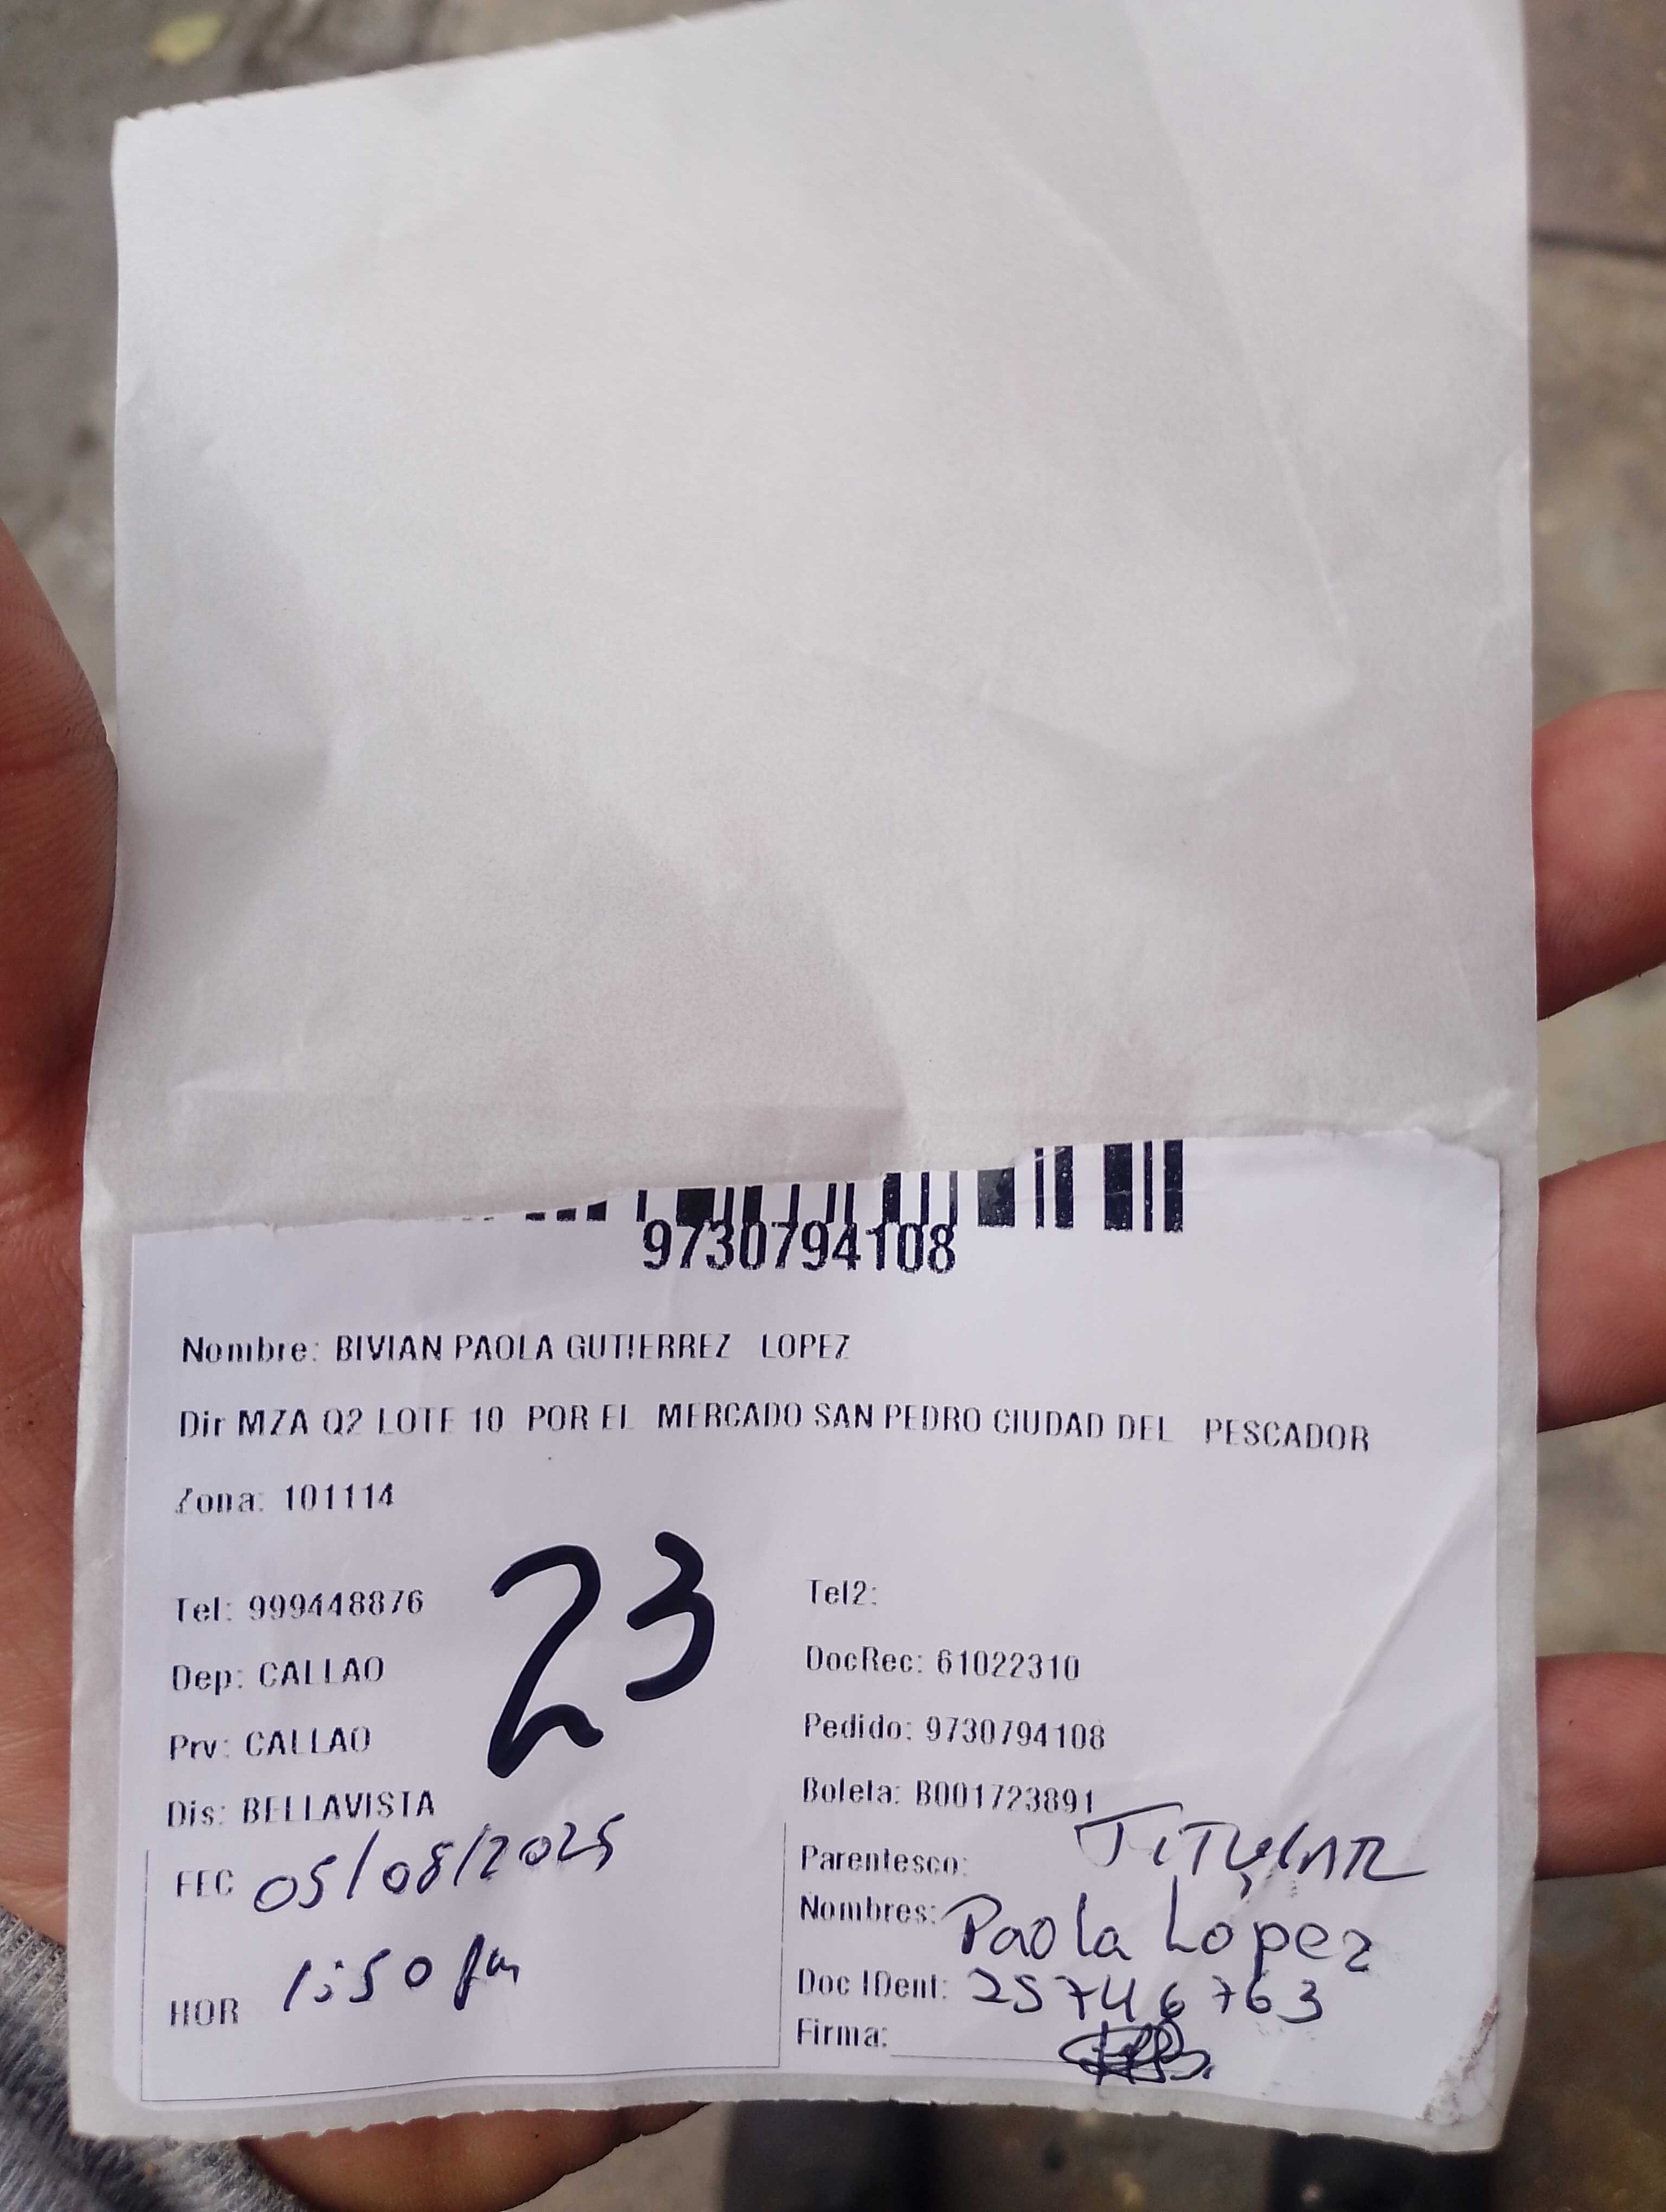 9730794108
Nombre: BIVIAN PAOLA GUTIERREZ LOPEZ
Dir MZA Q2 LOTE 10 POR EL MERCADO SAN PEDRO CIUDAD DEL PESCADOR
Zona: 101114
23
Tel: 999448876
Tel2:
Dep: CALLAO
DocRec: 61022310
Prv: CALLAO
Pedido: 9730794108
Dis: BELLAVISTA
Boleta: B001723891
FEC 05/08/2025
Parentesco: TITULAR
Nombres: Paola Lopez
HOR 1:50 pm
Doc IDent: 25746763
Firma: